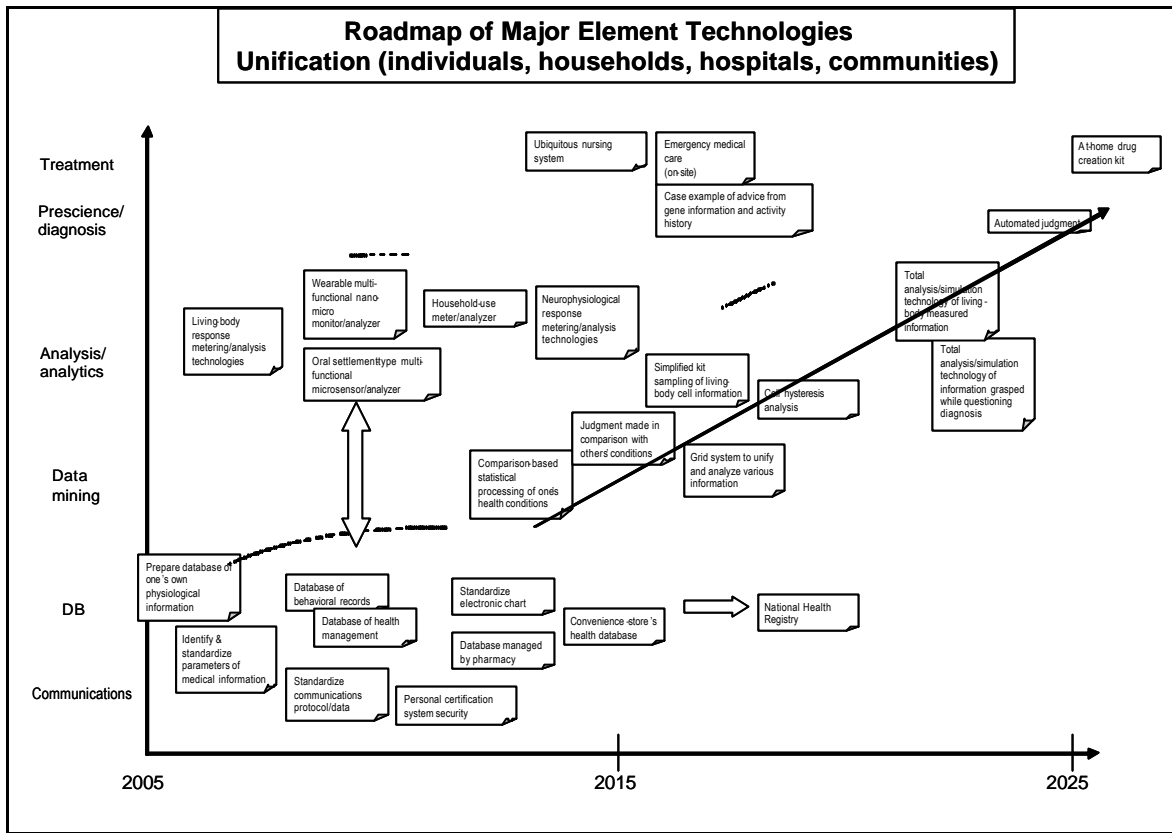 Roadmap of Major Element Technologies
Unification (individuals, households, hospitals, communities)
Treatment
Ubiquitous nursing
system
Emergency medical
care
(on-site)
At-home drug
creation kit
Prescience/
diagnosis
Case example of advice from
gene information and activity
history
Automated judgment
Analysis/
analytics
Living-body
response
metering/analysis
technologies
Wearable multi-
functional nano-
micro
monitor/analyzer
Oral settlement-type multi-
functional
microsensor/analyzer
Household-use
meter/analyzer
Neurophysiological
response
metering/analysis
technologies
Simplified kit
sampling of living-
body cell information
Cell hysteresis
analysis
Total
analysis/simulation
technology of living-
body measured
information
Total
analysis/simulation
technology of
information grasped
while questioning
diagnosis
Data
mining
Comparison-based
statistical
processing of one's
health conditions
Judgment made in
comparison with
others' conditions
Grid system to unify
and analyze various
information
DB
Prepare database of
one's own
physiological
information
Database of
behavioral records
Database of health
management
Standardize
electronic chart
Database managed
by pharmacy
Convenience-store's
health database
National Health
Registry
Communications
Identify &
standardize
parameters of
medical information
Standardize
communications
protocol/data
Personal certification
system security
2005
2015
2025